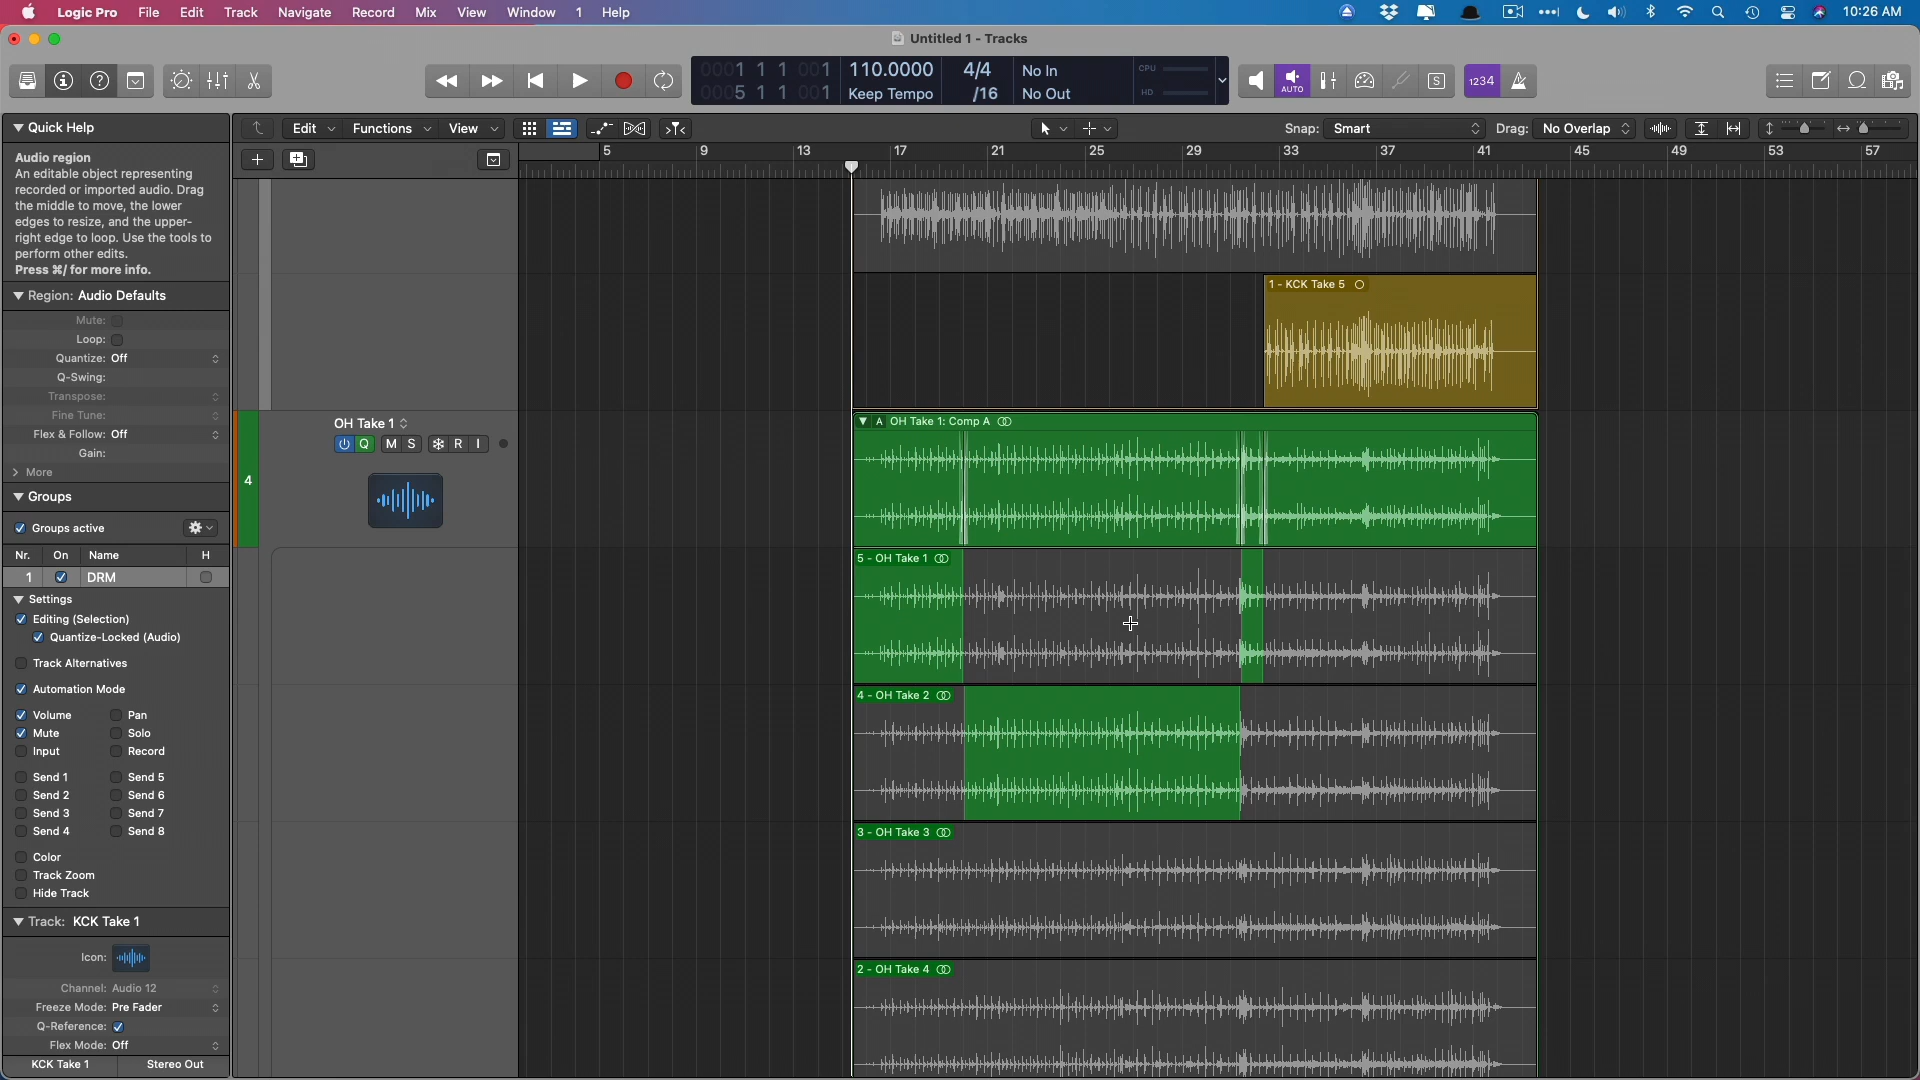 Logic Pro File Edit Track Navigate Record Mix View Window 1 Help 10:26 AM
Untitled 1 - Tracks
0001 1 1 001 110.0000 4/4 No In CPU
0005 1 1 001 Keep Tempo /16 No Out HD
AUTO S 1234
Quick Help Edit Functions View Snap: Smart Drag: No Overlap
5 9 13 17 21 25 29 33 37 41 45 49 53 57
Audio region
An editable object representing
recorded or imported audio. Drag
the middle to move, the lower
edges to resize, and the upper-
right edge to loop. Use the tools to
perform other edits.
Press ⌘/ for more info.
Region: Audio Defaults
Mute:
Loop:
Quantize: Off
Q-Swing:
Transpose:
Fine Tune:
Flex & Follow: Off
Gain:
More
Groups
Groups active
Nr. On Name H
1 DRM
Settings
Editing (Selection)
Quantize-Locked (Audio)
Track Alternatives
Automation Mode
Volume Pan
Mute Solo
Input Record
Send 1 Send 5
Send 2 Send 6
Send 3 Send 7
Send 4 Send 8
Color
Track Zoom
Hide Track
Track: KCK Take 1
Icon:
Channel: Audio 12
Freeze Mode: Pre Fader
Q-Reference:
Flex Mode: Off
KCK Take 1 Stereo Out
4
OH Take 1
Q M S R I
1 - KCK Take 5
A OH Take 1: Comp A
5 - OH Take 1
4 - OH Take 2
3 - OH Take 3
2 - OH Take 4